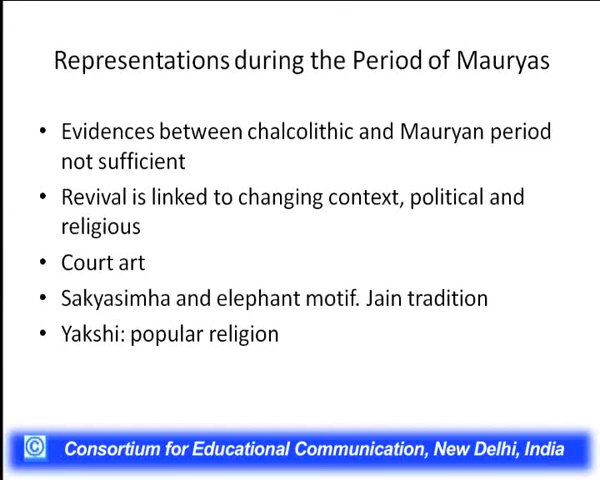 Representations during the Period of Mauryas
• Evidences between chalcolithic and Mauryan period
not sufficient
• Revival is linked to changing context, political and
religious
• Court art
• Sakyasimha and elephant motif. Jain tradition
• Yakshi: popular religion
© Consortium for Educational Communication, New Delhi, India